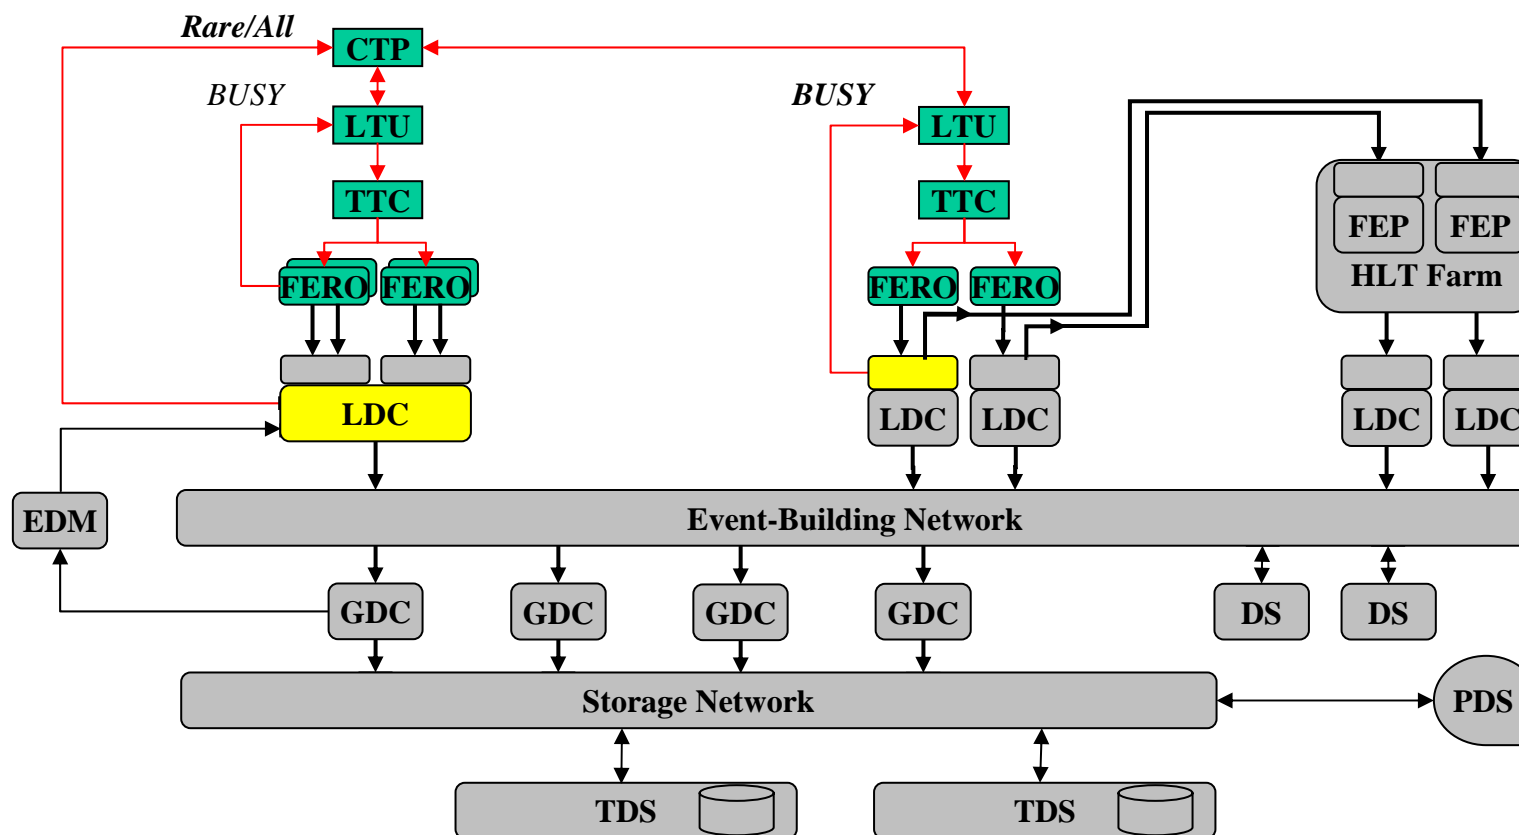 Rare/All
CTP
BUSY
BUSY
LTU
LTU
TTC
TTC
FEP
FEP
HLT Farm
FERO
FERO
FERO
FERO
LDC
LDC
LDC
LDC
LDC
EDM
Event-Building Network
GDC
GDC
GDC
GDC
DS
DS
Storage Network
PDS
TDS
TDS